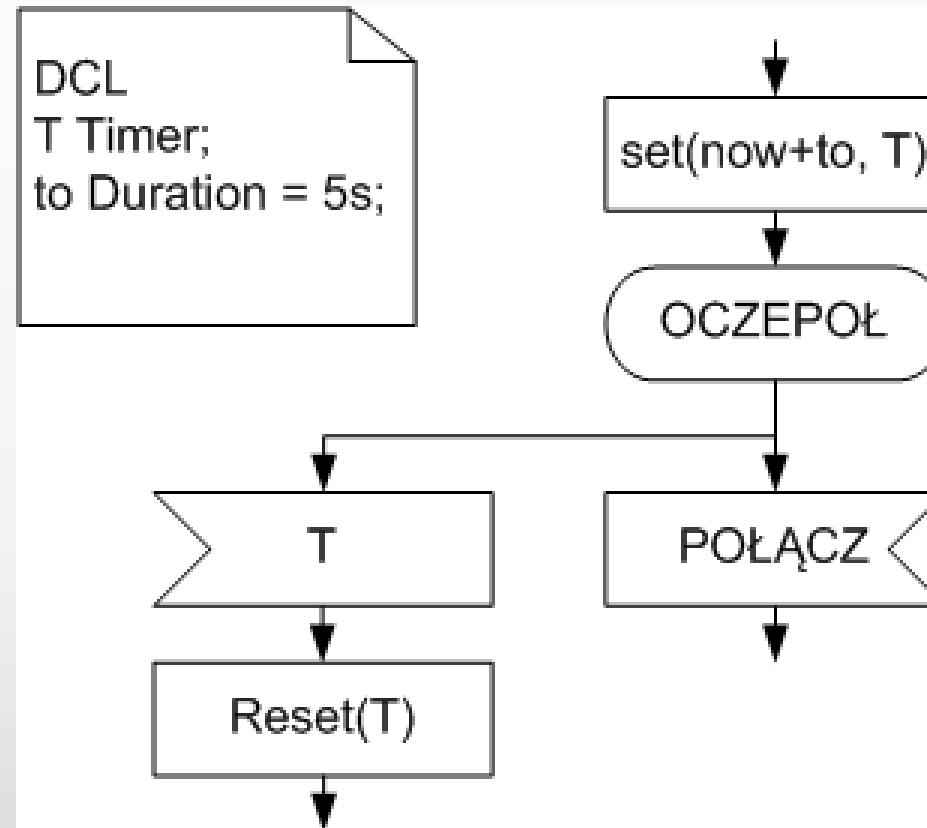 DCL
T Timer;
to Duration = 5s;
set(now+to, T)
OCZEPOŁ
T
POŁĄCZ
Reset(T)